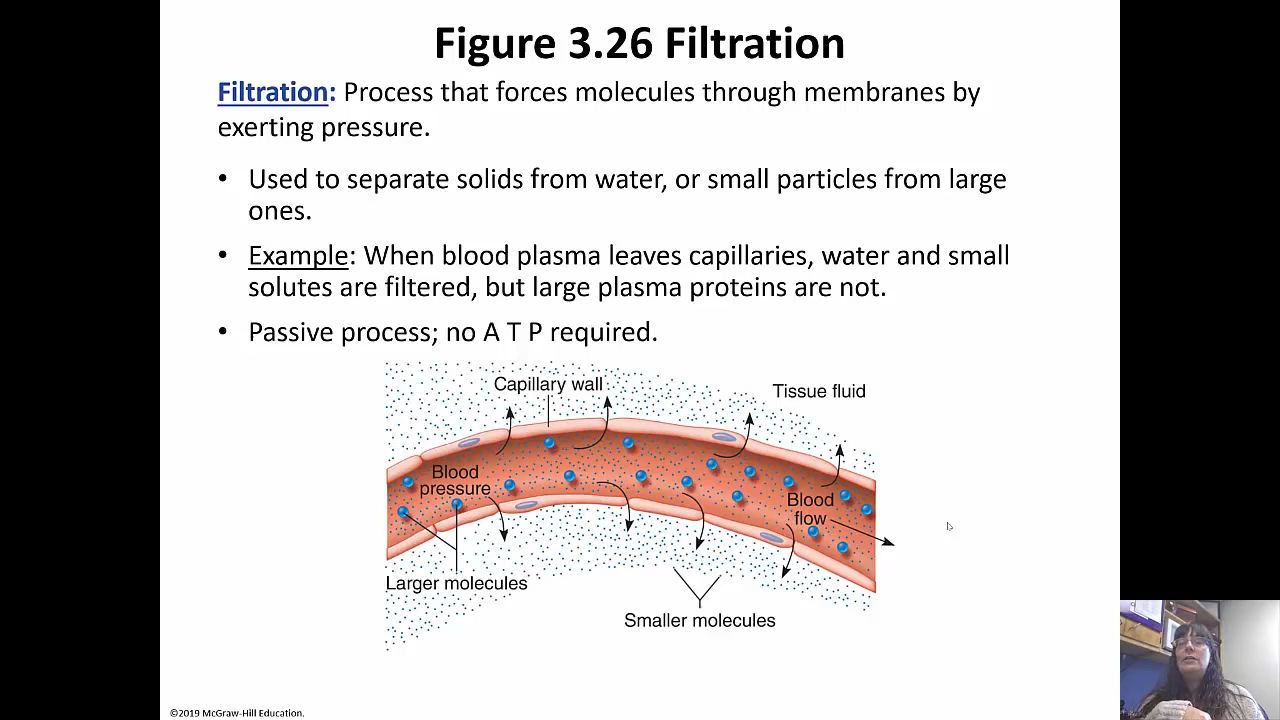 Figure 3.26 Filtration
Filtration: Process that forces molecules through membranes by
exerting pressure.
• Used to separate solids from water, or small particles from large
ones.
• Example: When blood plasma leaves capillaries, water and small
solutes are filtered, but large plasma proteins are not.
• Passive process; no A T P required.
Capillary wall
Tissue fluid
Blood
pressure
Blood
flow
Larger molecules
Smaller molecules
©2019 McGraw-Hill Education.